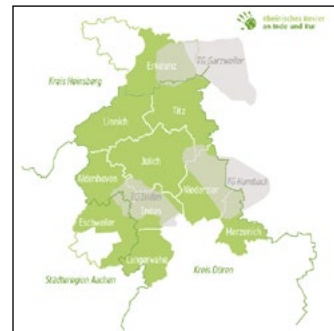 Rheinisches Revier
an Inde und Rur
Erkelenz
TG Garzweiler
Kreis Heinsberg
Linnich
Titz
Jülich
Aldenhoven
TG Hambach
Niederzier
TG Inden
Inden
Eschweiler
Merzenich
Langerwehe
Kreis Düren
Städteregion Aachen